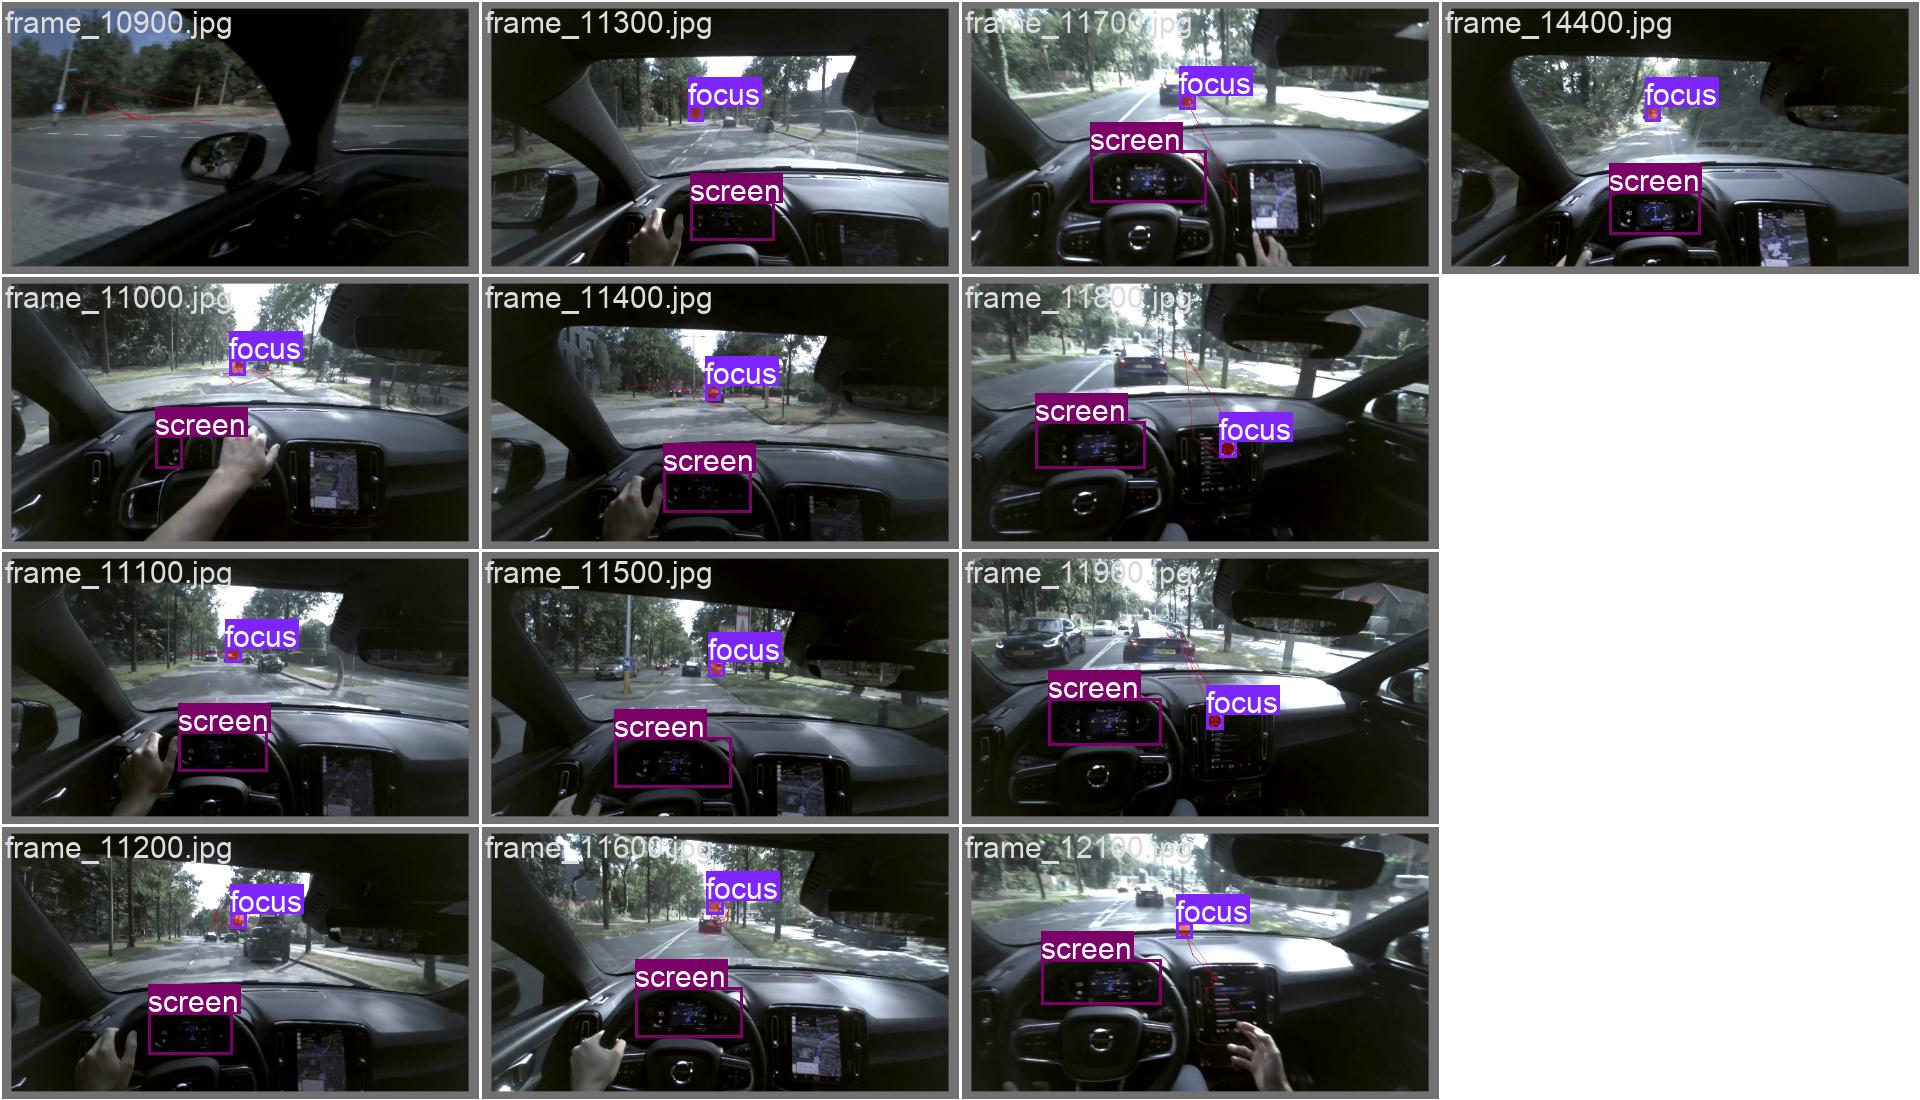 frame_10900.jpg
frame_11300.jpg
focus
screen
frame_11700.jpg
focus
screen
frame_14400.jpg
focus
screen
frame_11000.jpg
focus
screen
frame_11400.jpg
focus
screen
frame_11800.jpg
focus
screen
frame_11100.jpg
focus
screen
frame_11500.jpg
focus
screen
frame_11900.jpg
focus
screen
frame_11200.jpg
focus
screen
frame_11600.jpg
focus
screen
frame_12100.jpg
focus
screen